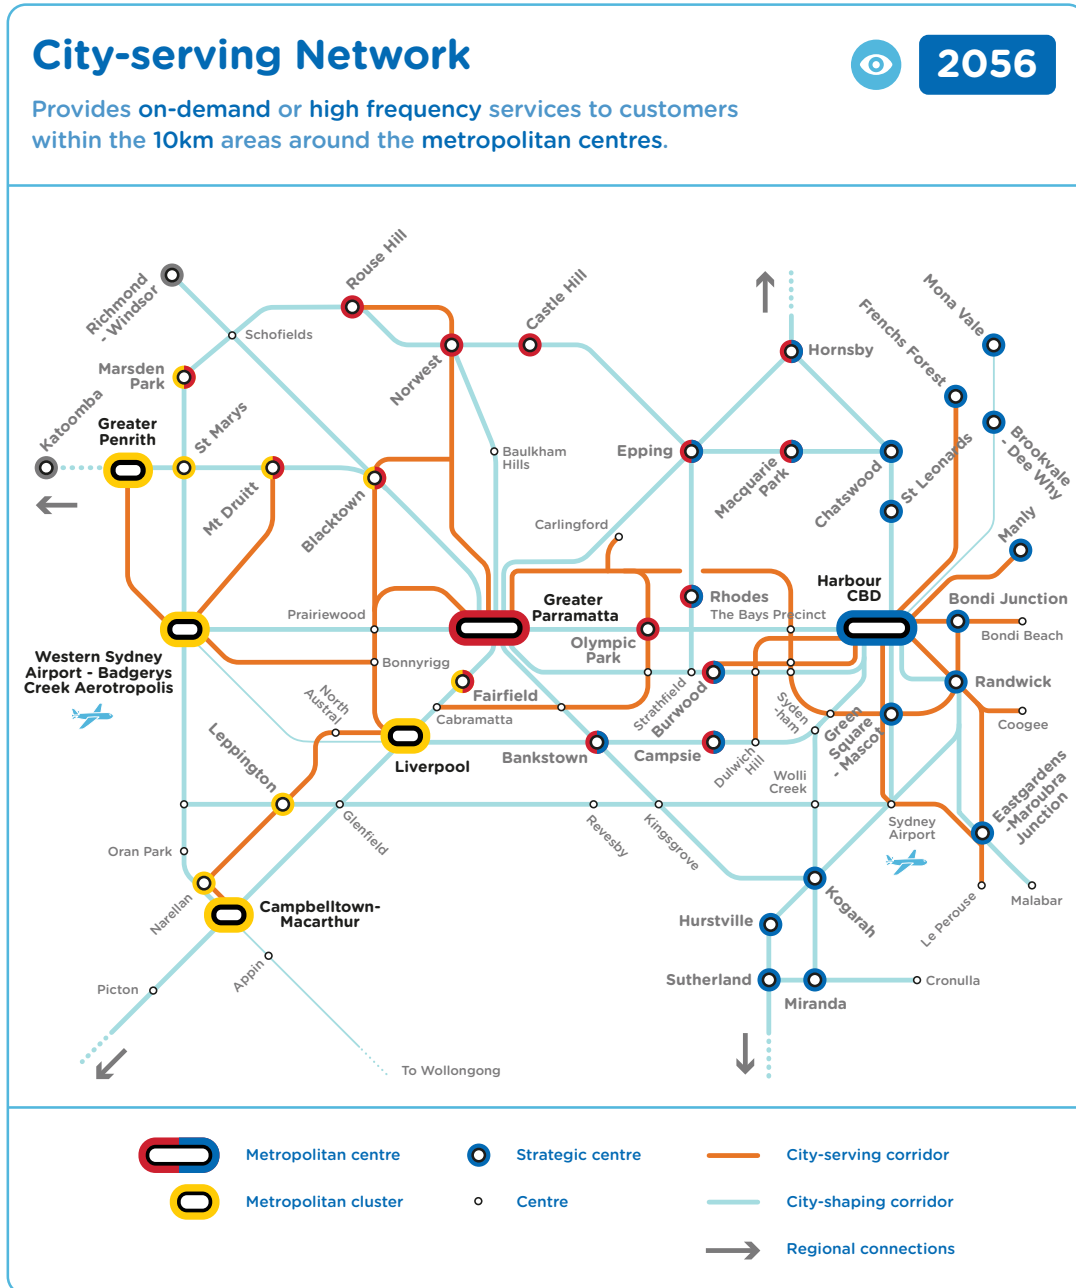 City-serving Network
2056
Provides on-demand or high frequency services to customers
within the 10km areas around the metropolitan centres.
Richmond
- Windsor
Rouse Hill
Castle Hill
Schofields
Marsden
Park
Norwest
Hornsby
Frenchs Forest
Mona Vale
Katoomba
Greater
Penrith
St Marys
Mt Druitt
Blacktown
Baulkham
Hills
Epping
Macquarie
Park
Chatswood
St Leonards
Brookvale
- Dee Why
Carlingford
Manly
Prairiewood
Greater
Parramatta
Rhodes
The Bays Precinct
Harbour
CBD
Bondi Junction
Bondi Beach
Olympic
Park
Western Sydney
Airport - Badgerys
Creek Aerotropolis
Bonnyrigg
Fairfield
Cabramatta
North
Austral
Strathfield
Burwood
Syden
-ham
Green
Square
- Mascot
Randwick
Coogee
Leppington
Liverpool
Bankstown
Campsie
Dulwich
Hill
Wolli
Creek
Eastgardens
-Maroubra
Junction
Glenfield
Revesby
Kingsgrove
Sydney
Airport
Oran Park
Narellan
Campbelltown-
Macarthur
Kogarah
Le Perouse
Malabar
Hurstville
Appin
Picton
Sutherland
Miranda
Cronulla
To Wollongong
Metropolitan centre
Strategic centre
City-serving corridor
Metropolitan cluster
Centre
City-shaping corridor
Regional connections